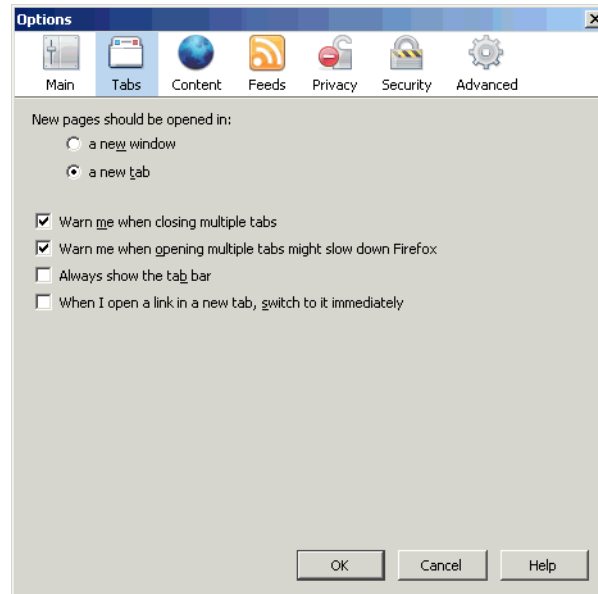 Options
Main Tabs Content Feeds Privacy Security Advanced
New pages should be opened in:
a new window
a new tab
Warn me when closing multiple tabs
Warn me when opening multiple tabs might slow down Firefox
Always show the tab bar
When I open a link in a new tab, switch to it immediately
OK Cancel Help